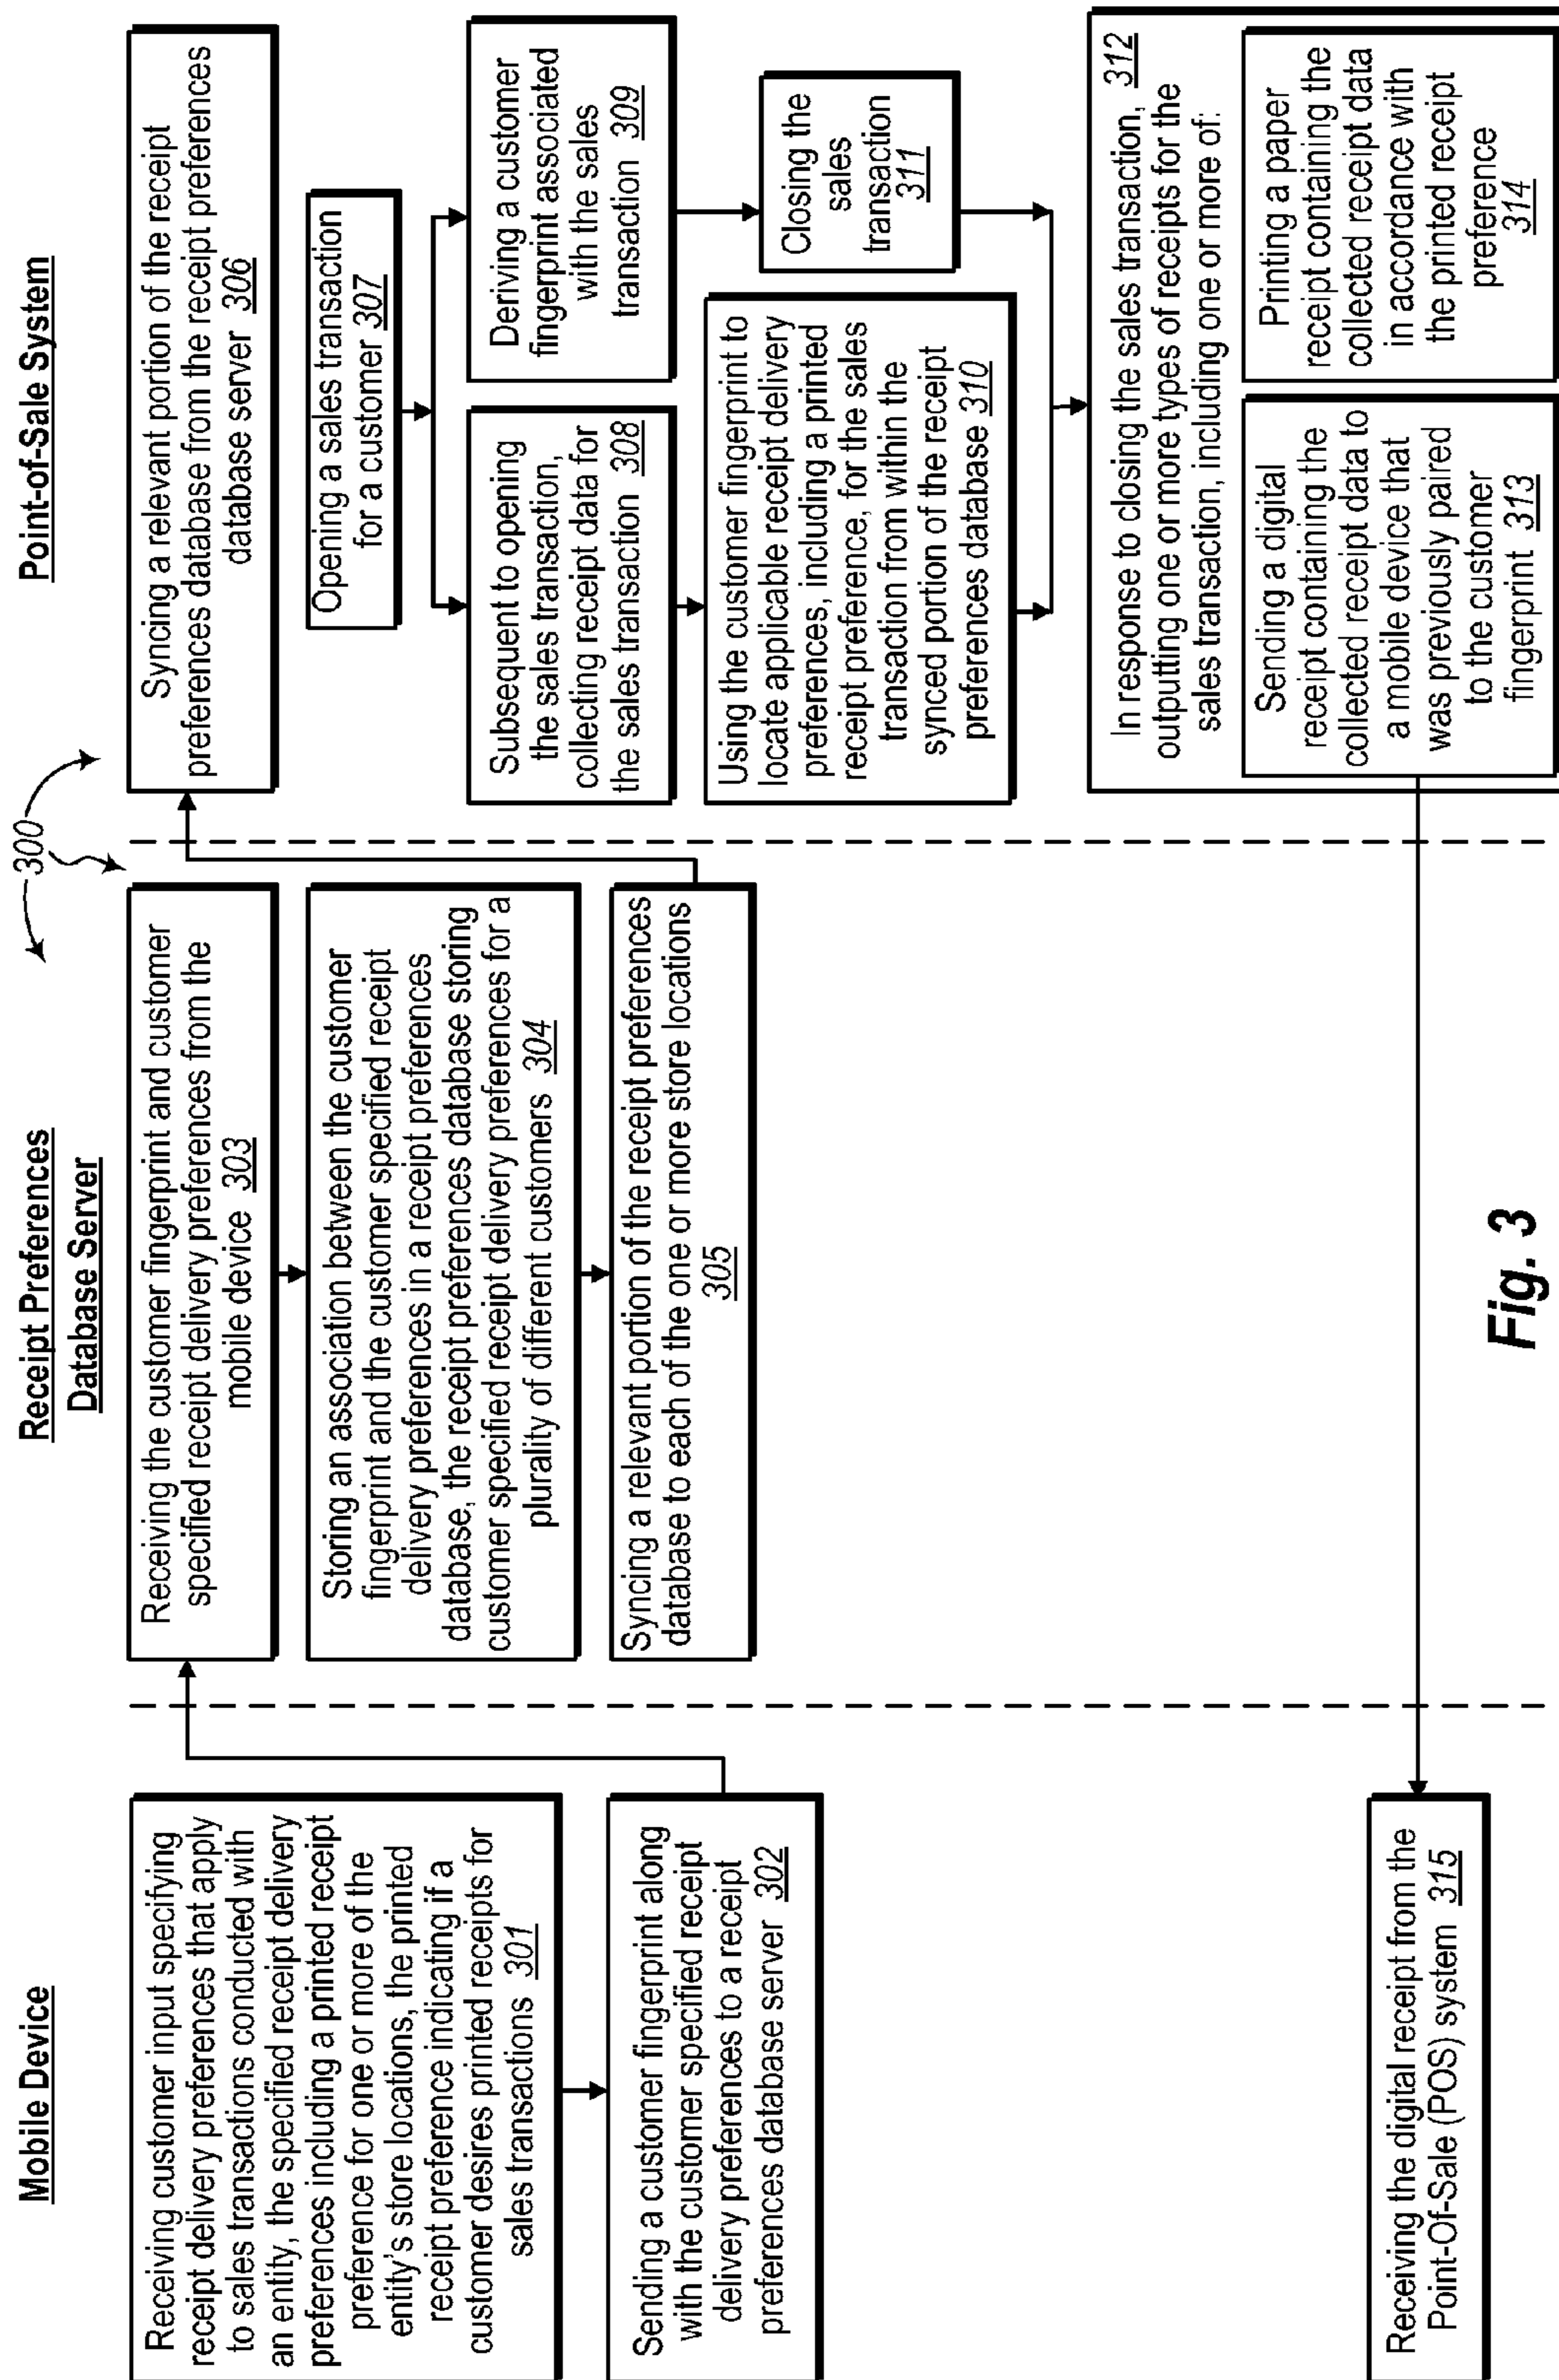 Mobile Device
Receiving customer input specifying
receipt delivery preferences that apply
to sales transactions conducted with
an entity, the specified receipt delivery
preferences including a printed receipt
preference for one or more of the
entity's store locations, the printed
receipt preference indicating if a
customer desires printed receipts for
sales transactions 301
Sending a customer fingerprint along
with the customer specified receipt
delivery preferences to a receipt
preferences database server 302
Receiving the digital receipt from the
Point-Of-Sale (POS) system 315
Receipt Preferences
Database Server
Receiving the customer fingerprint and customer
specified receipt delivery preferences from the
mobile device 303
Storing an association between the customer
fingerprint and the customer specified receipt
delivery preferences in a receipt preferences
database, the receipt preferences database storing
customer specified receipt delivery preferences for a
plurality of different customers 304
Syncing a relevant portion of the receipt preferences
database to each of the one or more store locations
305
300
Point-of-Sale System
Syncing a relevant portion of the receipt
preferences database from the receipt preferences
database server 306
Opening a sales transaction
for a customer 307
Subsequent to opening
the sales transaction,
collecting receipt data for
the sales transaction 308
Deriving a customer
fingerprint associated
with the sales
transaction 309
Using the customer fingerprint to
locate applicable receipt delivery
preferences, including a printed
receipt preference, for the sales
transaction from within the
synced portion of the receipt
preferences database 310
Closing the
sales
transaction
311
In response to closing the sales transaction, 312
outputting one or more types of receipts for the
sales transaction, including one or more of:
Sending a digital
receipt containing the
collected receipt data to
a mobile device that
was previously paired
to the customer
fingerprint 313
Printing a paper
receipt containing the
collected receipt data
in accordance with
the printed receipt
preference
314
Fig. 3